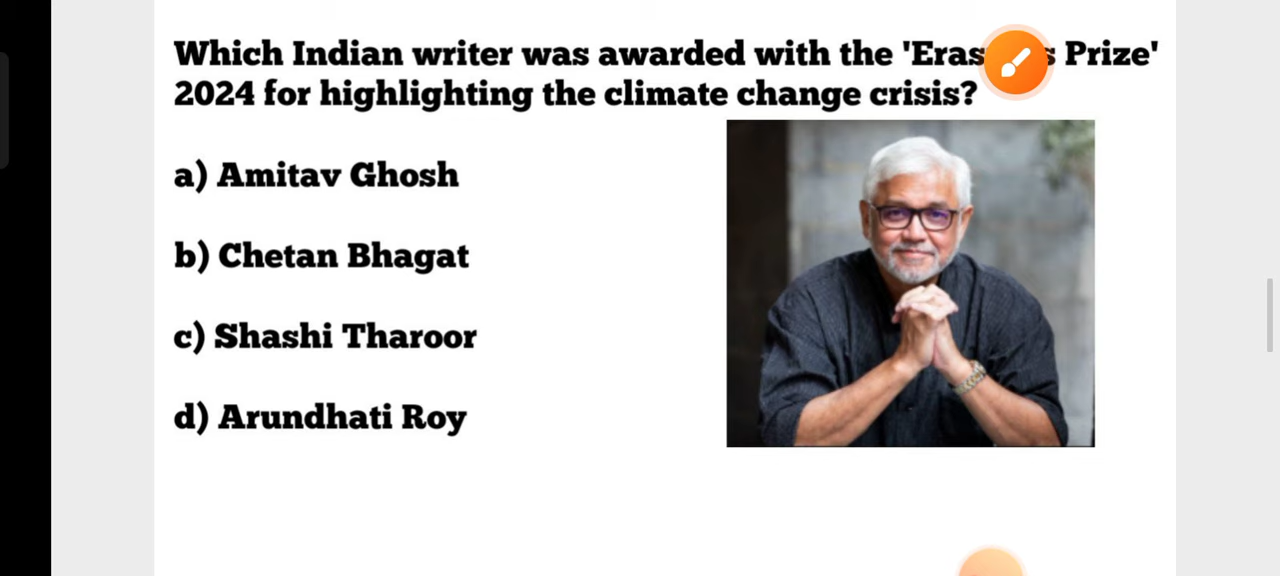 Which Indian writer was awarded with the 'Eras s Prize'
2024 for highlighting the climate change crisis?
a) Amitav Ghosh
b) Chetan Bhagat
c) Shashi Tharoor
d) Arundhati Roy